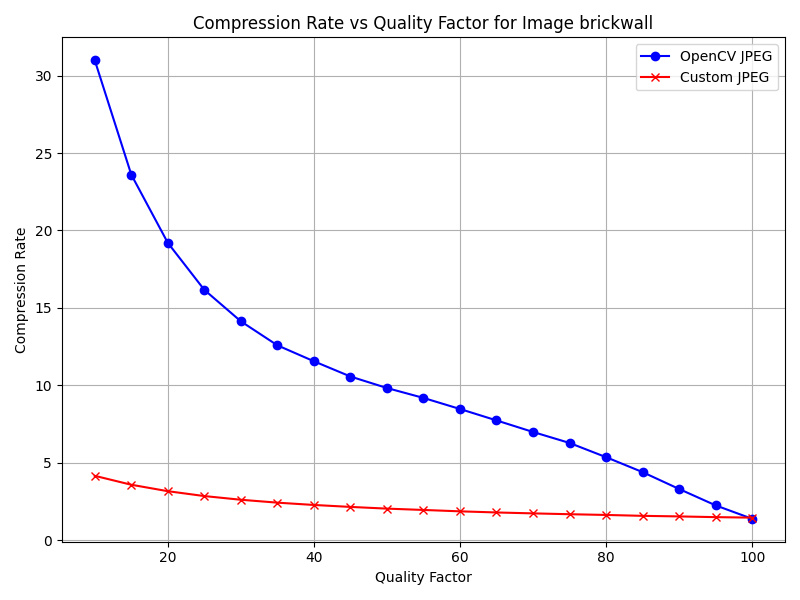 Compression Rate vs Quality Factor for Image brickwall
OpenCV JPEG
Custom JPEG
30
25
20
15
10
5
0
Compression Rate
20
40
60
80
100
Quality Factor